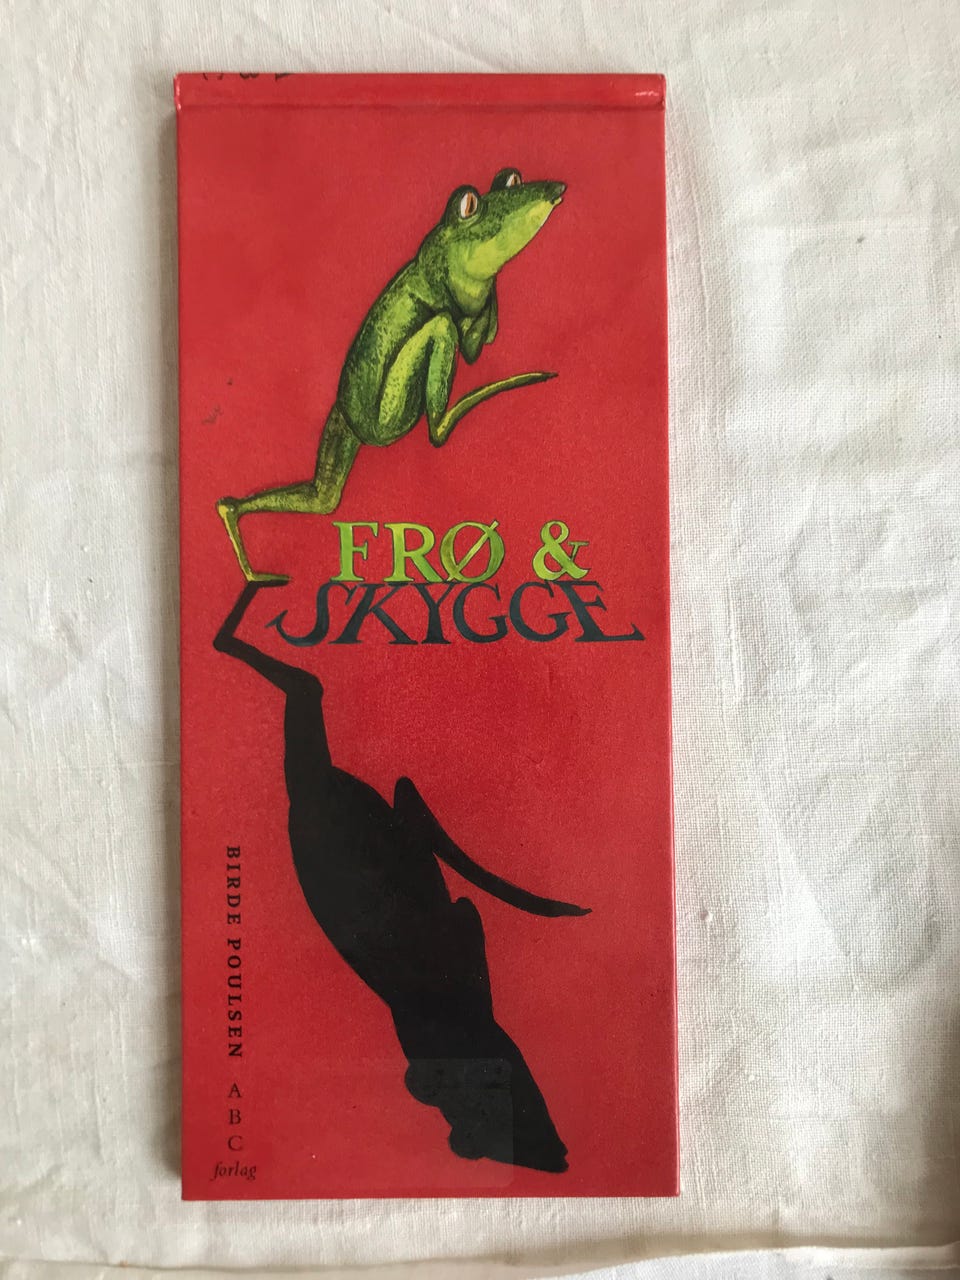 FRØ &
SKYGGE
BIRDE POULSEN
ABC
forlag